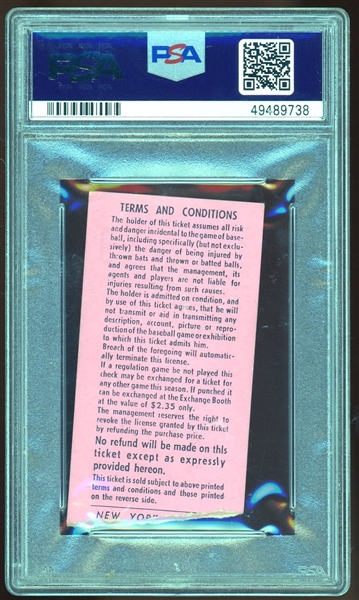 PSA
PSA
49489738
TERMS AND CONDITIONS
The holder of this ticket assumes all risk
and danger incidental to the game of base-
ball, including specifically (but not exclu-
sively) the danger of being injured by
thrown bats and thrown or batted balls,
and agrees that the management, its
agents and players are not liable for
injuries resulting from such causes.
The holder is admitted on condition, and
by use of this ticket agrees, that he will
not transmit or aid in transmitting any
description, account, picture or repro-
duction of the baseball game or exhibition
to which this ticket admits him.
Breach of the foregoing will automatic-
ally terminate this license.
If a regulation game be not played this
check may be exchanged for a ticket for
any other game this season. If punched it
can be exchanged at the Exchange Booth
at the value of $2.35 only.
The management reserves the right to
revoke the license granted by this ticket
by refunding the purchase price.
No refund will be made on this
ticket except as expressly
provided hereon.
This ticket is sold subject to above printed
terms and conditions and those printed
on the reverse side.
NEW YORK
PSA